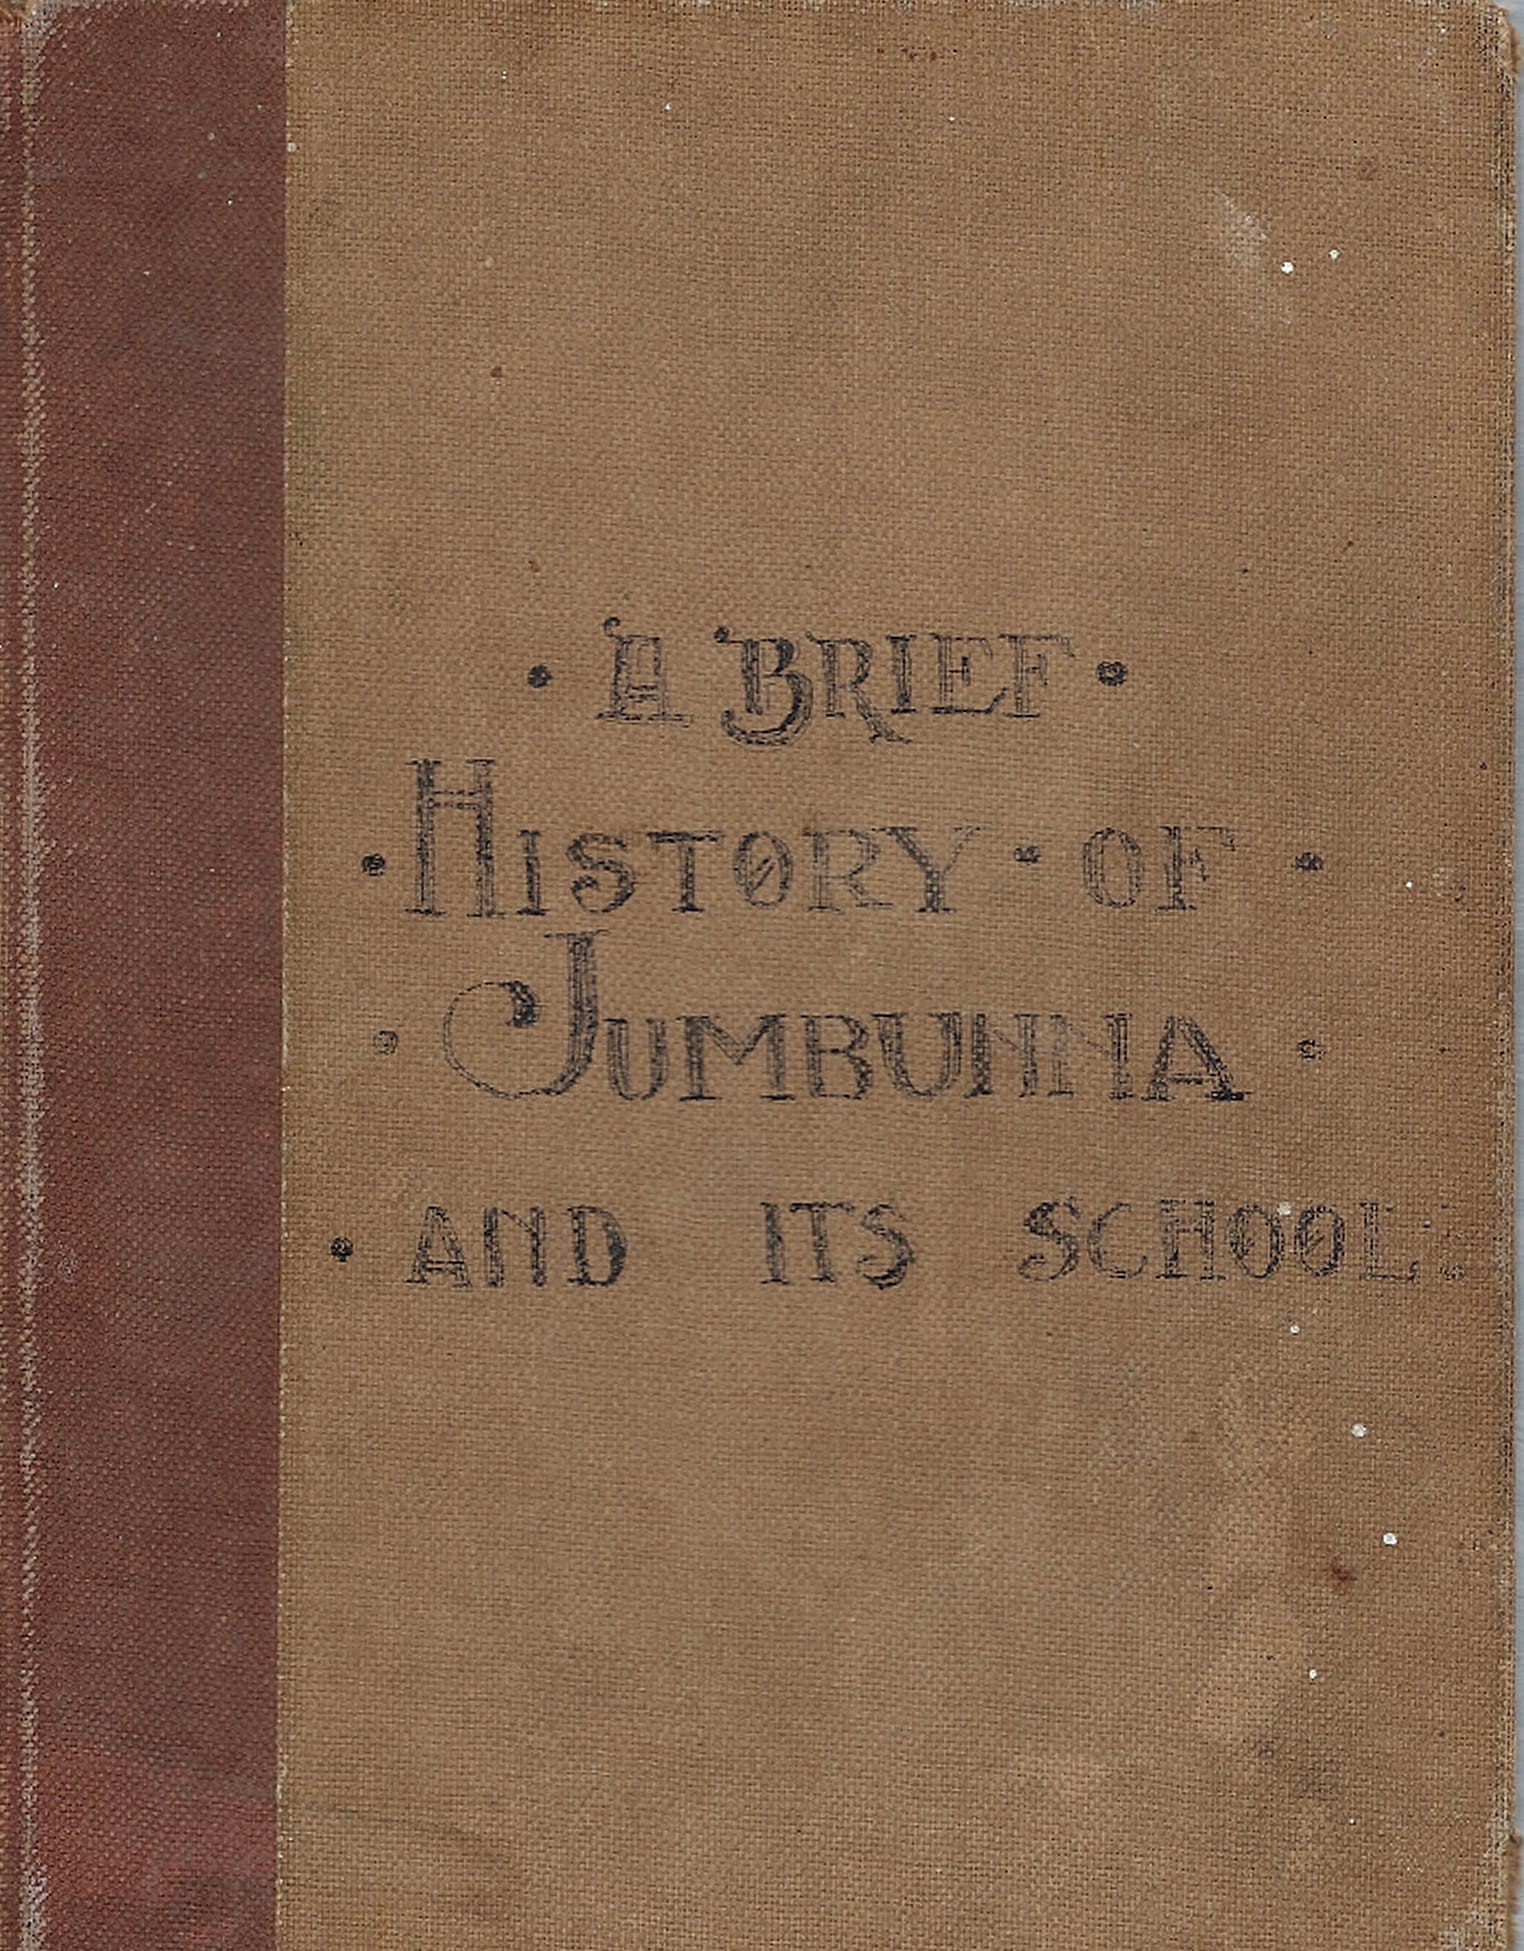 · A BRIEF ·
· HISTORY · OF ·
· JUMBUNNA ·
· AND ITS SCHOOL.